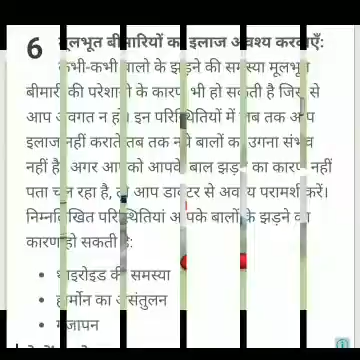 6 मूलभूत बीमारियों का इलाज अवश्य करवाएँ:
कभी-कभी बालो के झड़ने की समस्या मूलभूत
बीमारी की परेशानी के कारण भी हो सकती है जिस से
आप अवगत न हो। इन परिस्थितियों में जब तक आप
इलाज नहीं कराते तब तक नये बालों का उगना संभव
नहीं है। अगर आपको आपके बाल झड़ने का कारण नहीं
पता चल रहा है, तो आप डाक्टर से अवश्य परामर्श करें।
निम्नलिखित परिस्थितियां आपके बालों के झड़ने का
कारण हो सकती हैं:
• थाइरोइड की समस्या
• हार्मोन का असंतुलन
• गंजापन